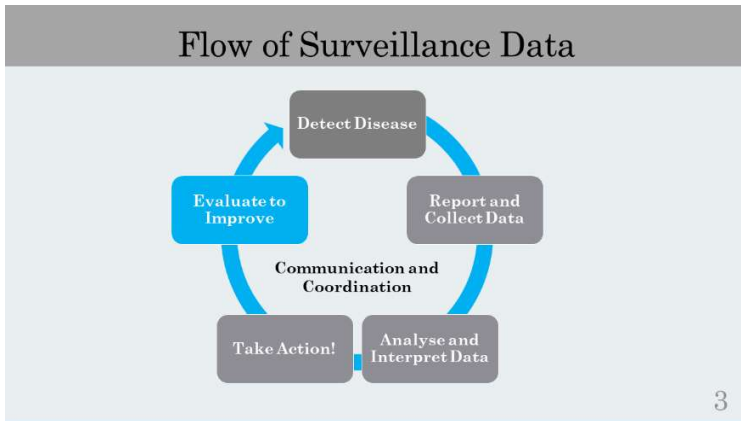 Flow of Surveillance Data
Detect Disease
Report and
Collect Data
Analyse and
Interpret Data
Take Action!
Evaluate to
Improve
Communication and
Coordination
3